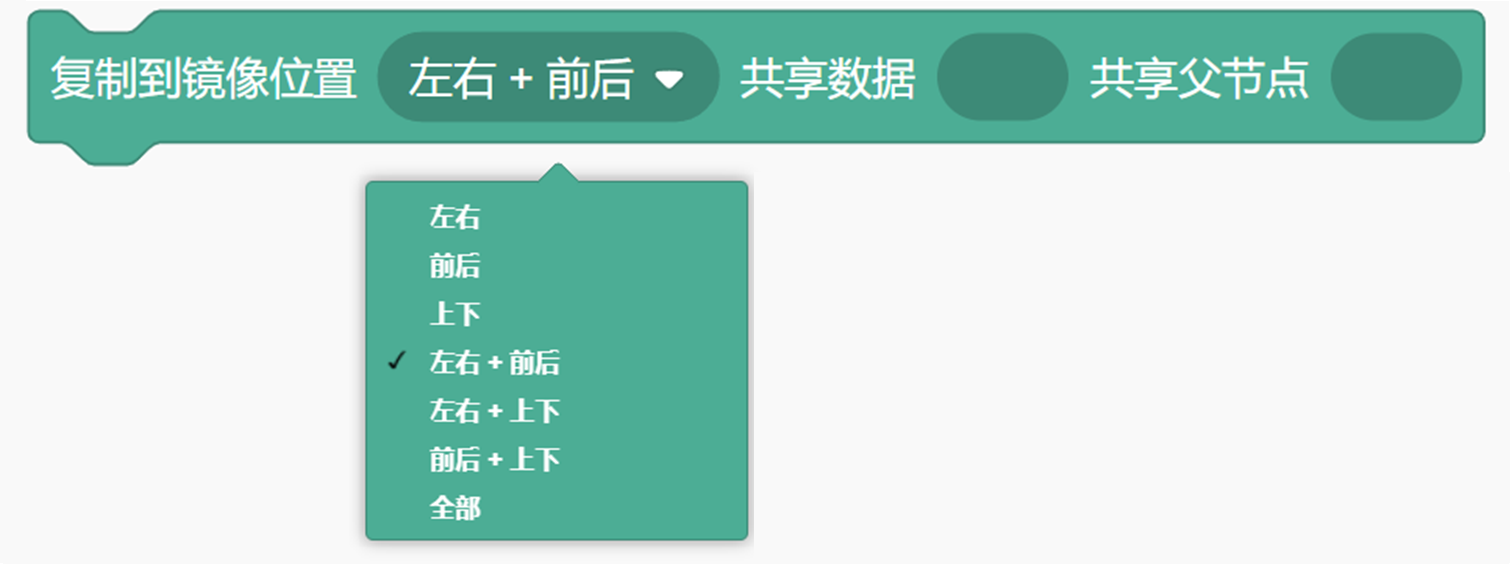 复制到镜像位置 左右 + 前后 共享数据 共享父节点
左右
前后
上下
左右 + 前后
左右 + 上下
前后 + 上下
全部